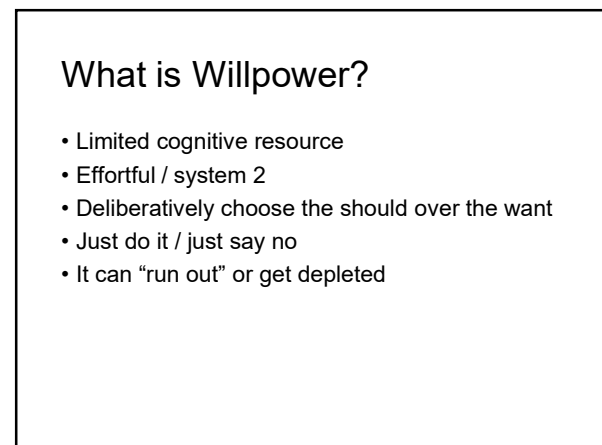 What is Willpower?
• Limited cognitive resource
• Effortful / system 2
• Deliberatively choose the should over the want
• Just do it / just say no
• It can “run out” or get depleted